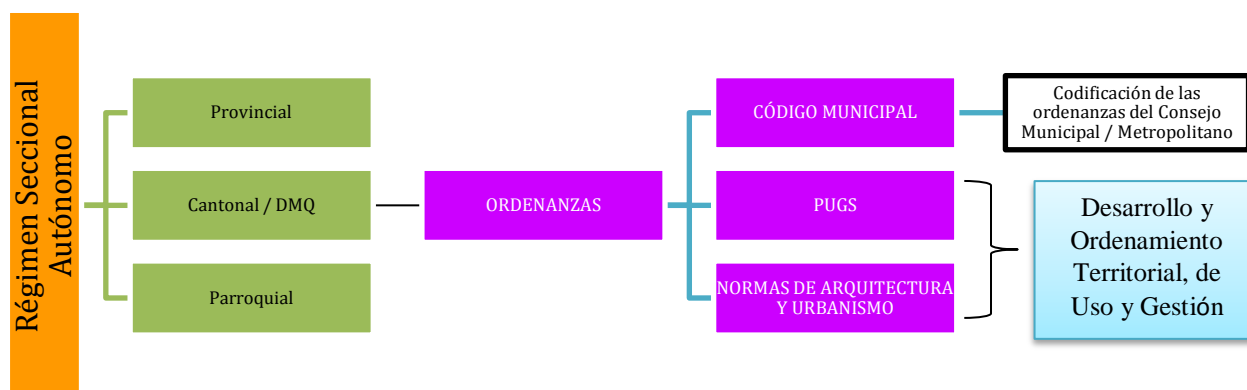 Régimen Seccional
Autónomo
Provincial
Cantonal / DMQ
Parroquial
ORDENANZAS
CÓDIGO MUNICIPAL
PUGS
NORMAS DE ARQUITECTURA
Y URBANISMO
Codificación de las
ordenanzas del Consejo
Municipal / Metropolitano
Desarrollo y
Ordenamiento
Territorial, de
Uso y Gestión